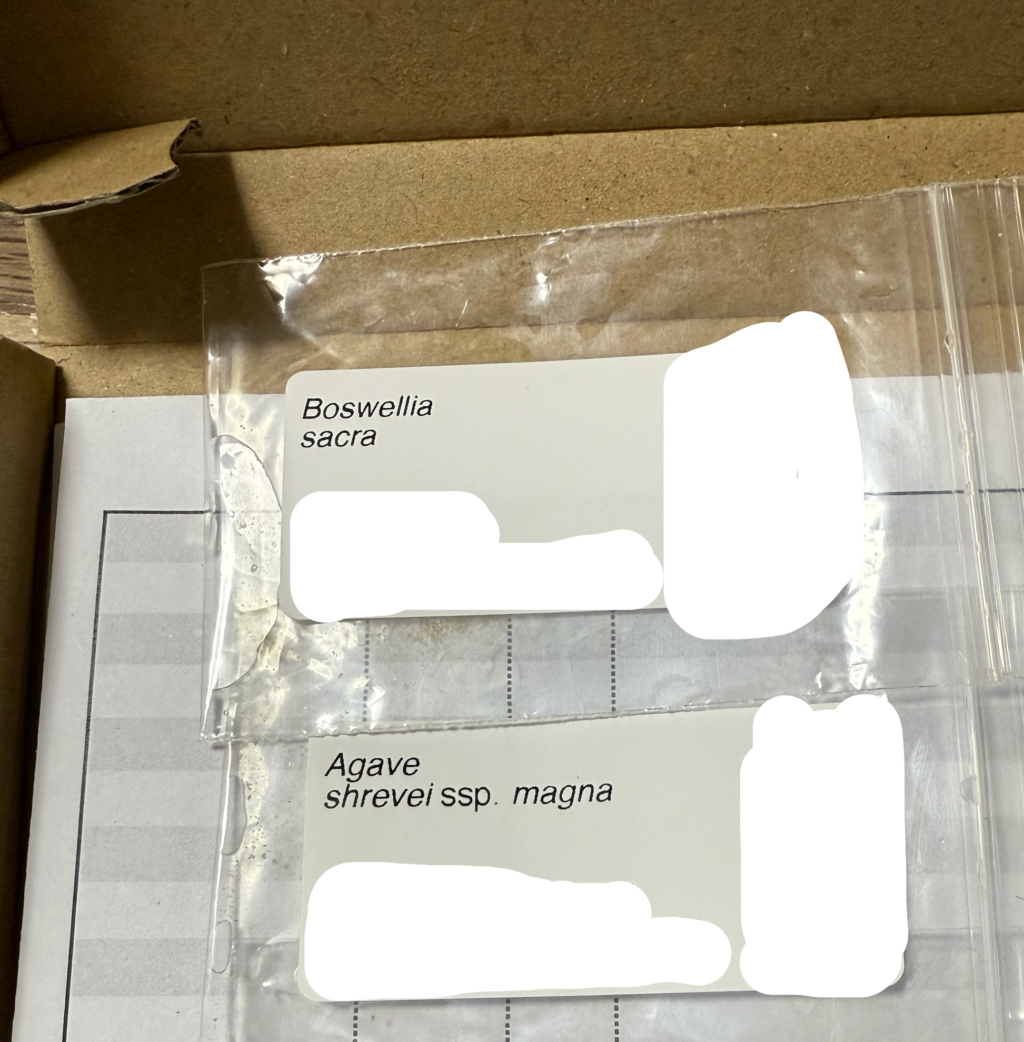 Boswellia
sacra
Agave
shrevei ssp. magna